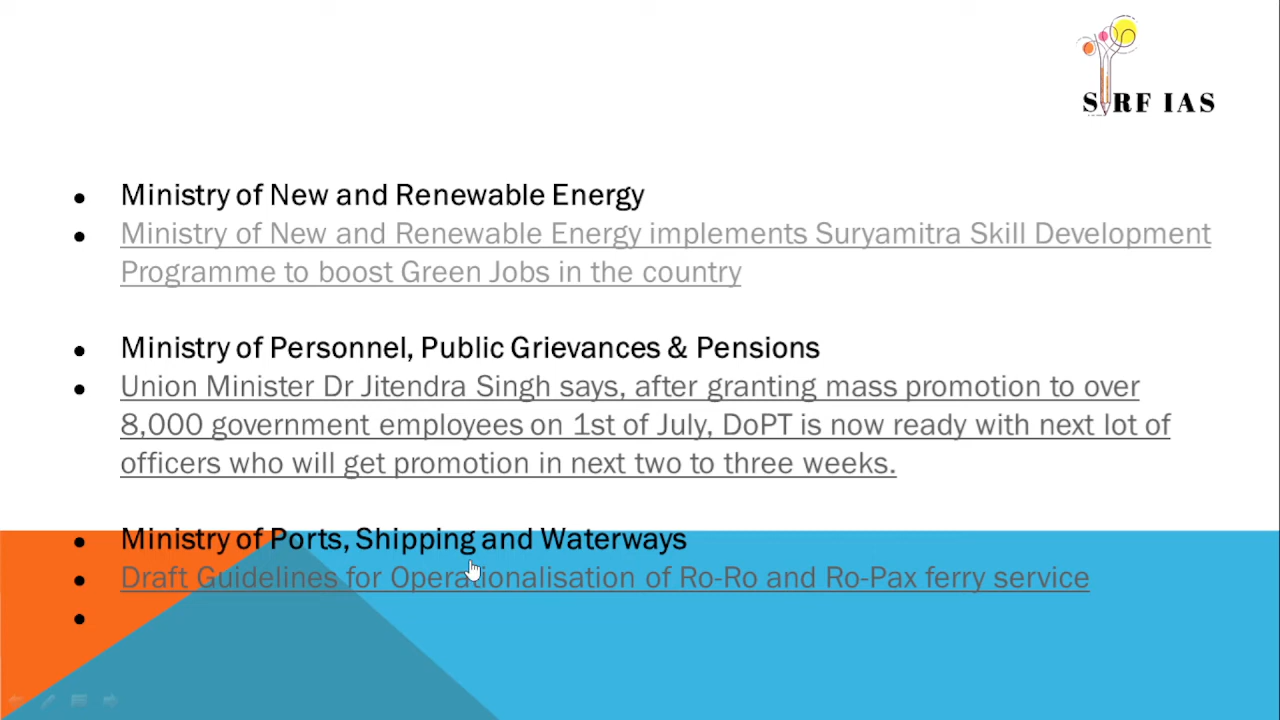 SIRF IAS
Ministry of New and Renewable Energy
Ministry of New and Renewable Energy implements Suryamitra Skill Development
Programme to boost Green Jobs in the country
Ministry of Personnel, Public Grievances & Pensions
Union Minister Dr Jitendra Singh says, after granting mass promotion to over
8,000 government employees on 1st of July, DoPT is now ready with next lot of
officers who will get promotion in next two to three weeks.
Ministry of Ports, Shipping and Waterways
Draft Guidelines for Operationalisation of Ro-Ro and Ro-Pax ferry service